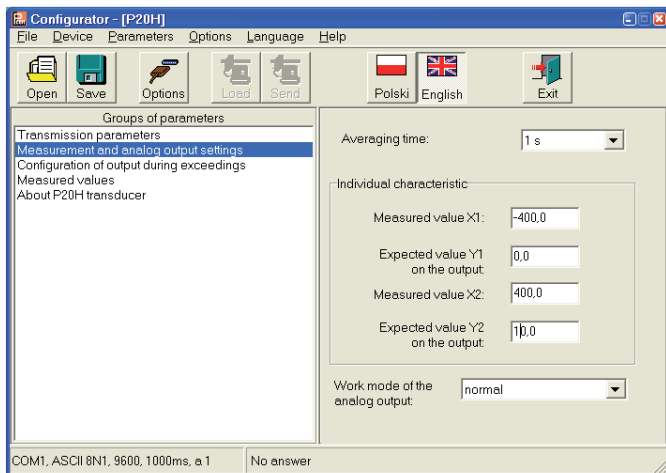 Configurator - [P20H]
File Device Parameters Options Language Help
Open Save Options Load Send Polski English Exit
Groups of parameters
Transmission parameters
Measurement and analog output settings
Configuration of output during exceedings
Measured values
About P20H transducer
Averaging time: 1 s
Individual characteristic
Measured value X1: -400,0
Expected value Y1
on the output: 0,0
Measured value X2: 400,0
Expected value Y2
on the output: 10,0
Work mode of the
analog output: normal
COM1, ASCII 8N1, 9600, 1000ms, a 1 No answer